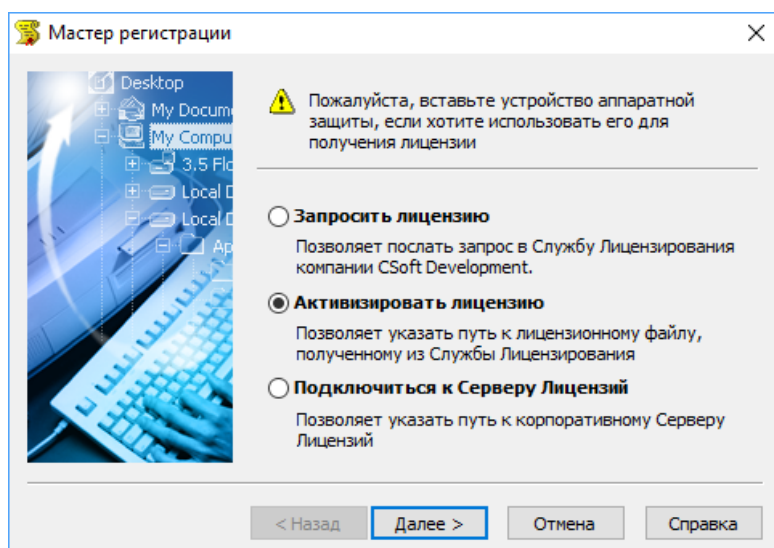 Мастер регистрации
Desktop
My Docum
My Compu
3.5 Flo
Local D
Local D
Ap
Пожалуйста, вставьте устройство аппаратной
защиты, если хотите использовать его для
получения лицензии
Запросить лицензию
Позволяет послать запрос в Службу Лицензирования
компании CSoft Development.
Активизировать лицензию
Позволяет указать путь к лицензионному файлу,
полученному из Службы Лицензирования
Подключиться к Серверу Лицензий
Позволяет указать путь к корпоративному Серверу
Лицензий
< Назад Далее > Отмена Справка